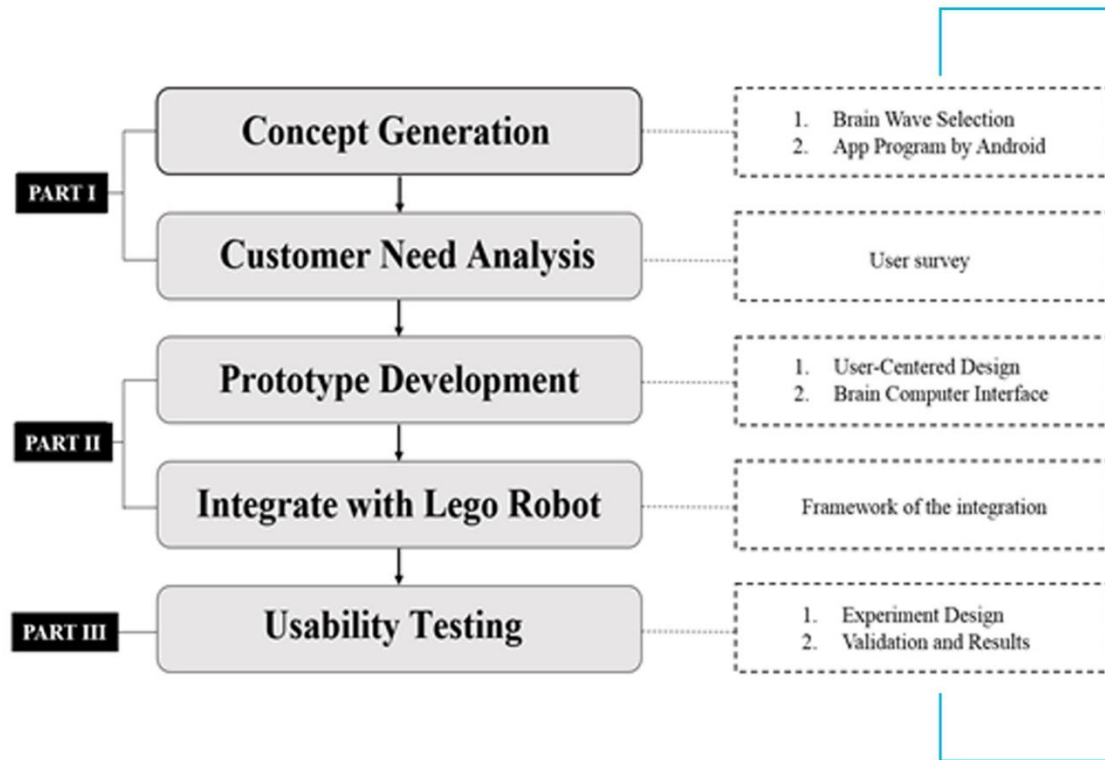 Concept Generation
1. Brain Wave Selection
2. App Program by Android
PART I
Customer Need Analysis
User survey
Prototype Development
1. User-Centered Design
2. Brain Computer Interface
PART II
Integrate with Lego Robot
Framework of the integration
Usability Testing
1. Experiment Design
2. Validation and Results
PART III